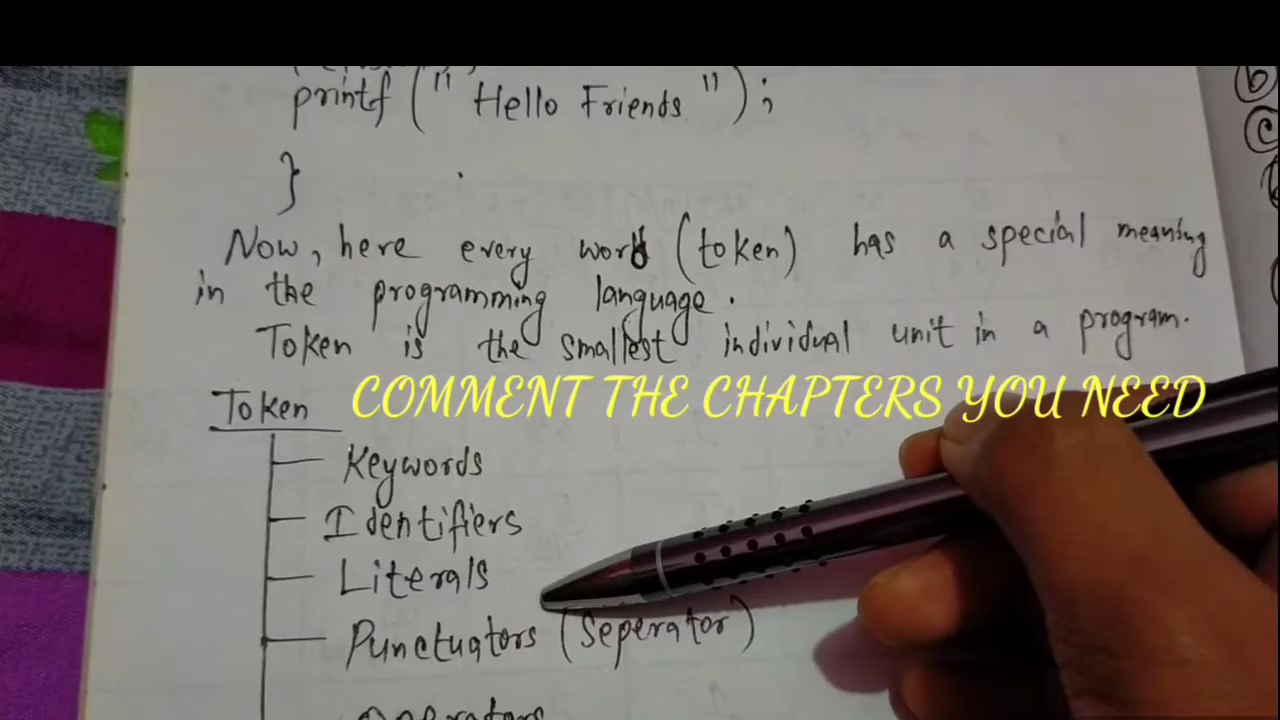 printf (" Hello Friends ") ;
}
Now, here every word (token) has a special meaning
in the programming language.
Token is the smallest individual unit in a program.
COMMENT THE CHAPTERS YOU NEED
Token
Keywords
Identifiers
Literals
Punctuators (Seperator)
Operators
b
c